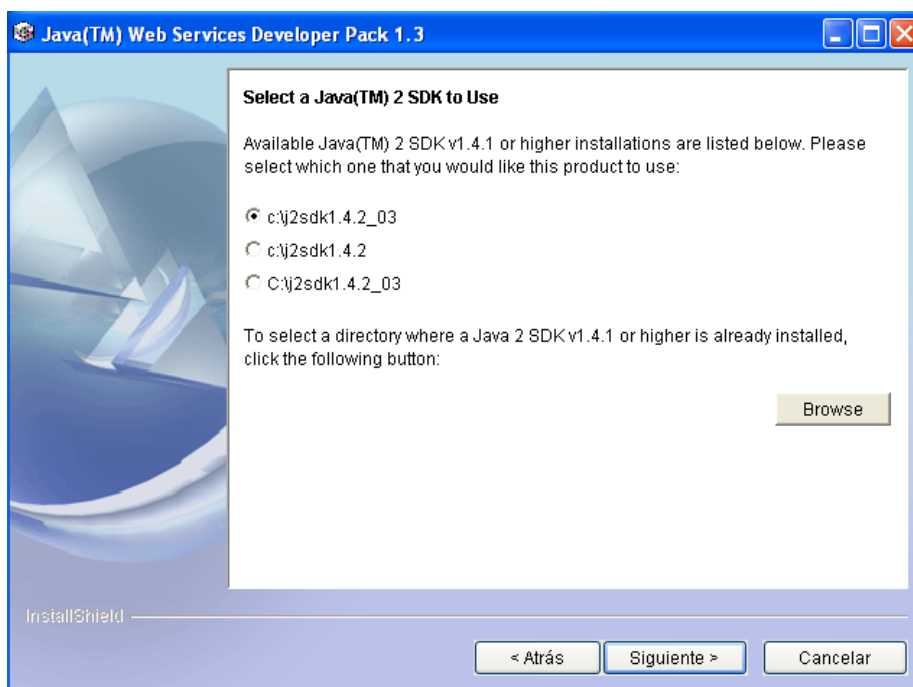 Java(TM) Web Services Developer Pack 1.3
Select a Java(TM) 2 SDK to Use
Available Java(TM) 2 SDK v1.4.1 or higher installations are listed below. Please
select which one that you would like this product to use:
c:\j2sdk1.4.2_03
c:\j2sdk1.4.2
C:\j2sdk1.4.2_03
To select a directory where a Java 2 SDK v1.4.1 or higher is already installed,
click the following button:
Browse
InstallShield
< Atrás Siguiente > Cancelar